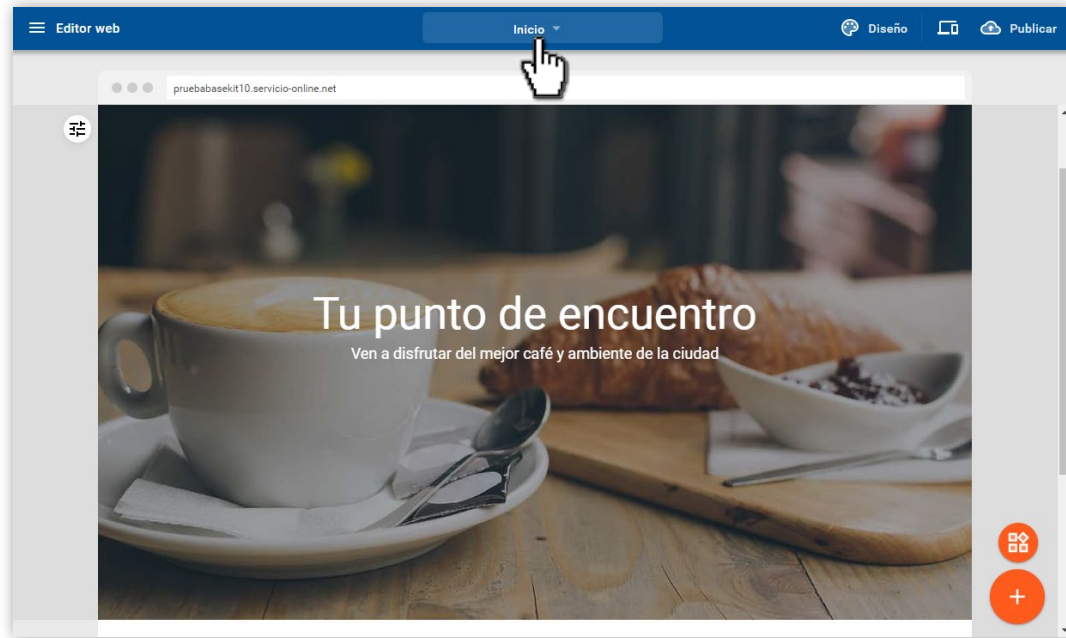 Editor web
Inicio
Diseño
Publicar
pruebabasekit10.servicio-online.net
Tu punto de encuentro
Ven a disfrutar del mejor café y ambiente de la ciudad